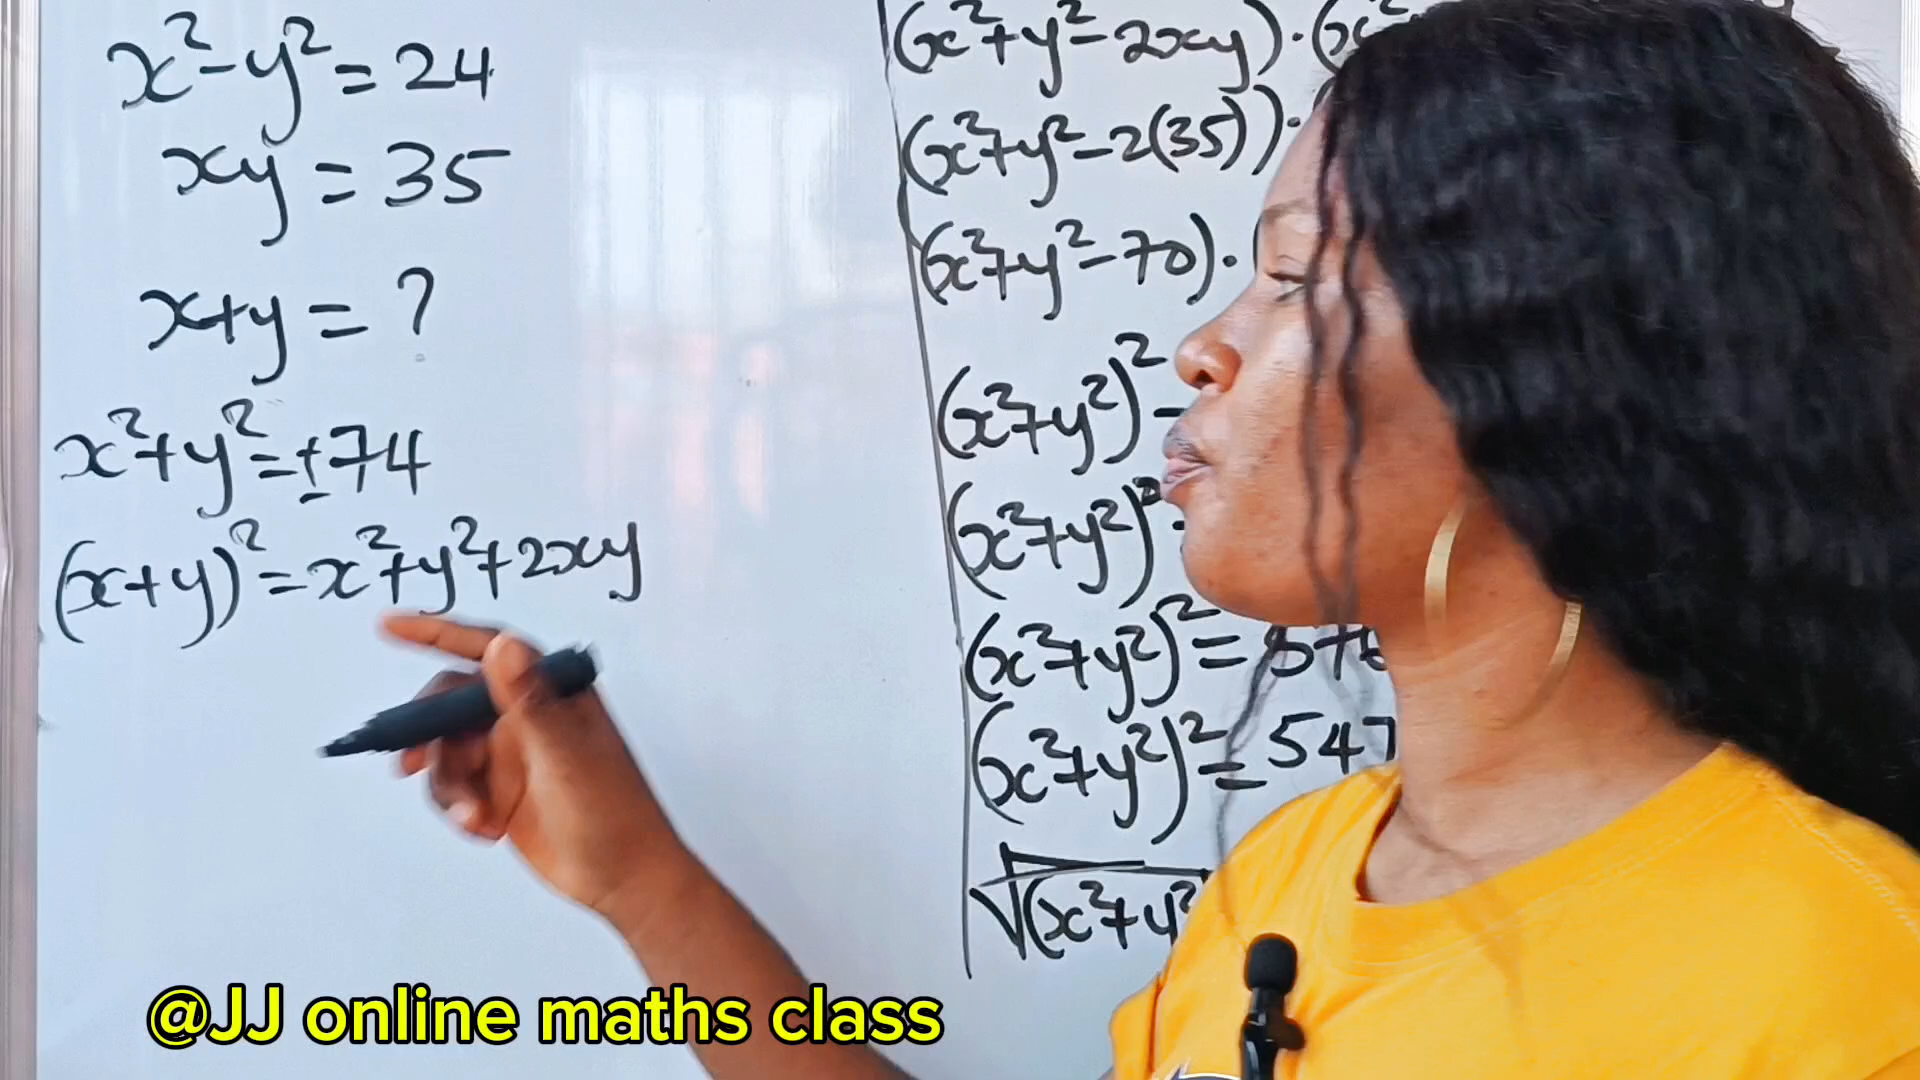 x² - y² = 24
xy = 35
x+y = ?
x²+y² = ±74
(x+y)² = x²+y²+2xy
(x²+y²-2xy)·(x²
(x²+y²-2(35))·
(x²+y²-70)·
(x²+y²)² -
(x²+y²)²
(x²+y²)² = 576
(x²+y²)² = 547
√(x²+y²
@JJ online maths class